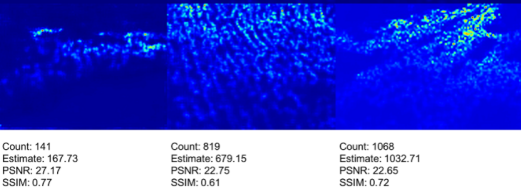 Count: 141
Estimate: 167.73
PSNR: 27.17
SSIM: 0.77
Count: 819
Estimate: 679.15
PSNR: 22.75
SSIM: 0.61
Count: 1068
Estimate: 1032.71
PSNR: 22.65
SSIM: 0.72